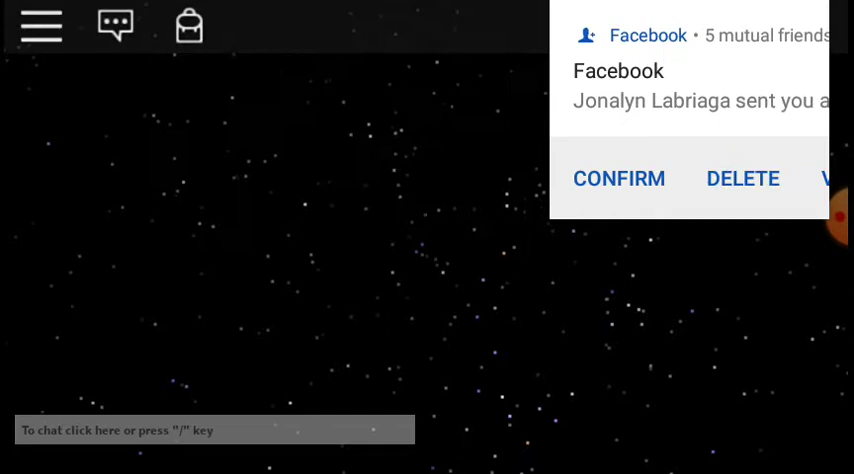 Facebook • 5 mutual friends
Facebook
Jonalyn Labriaga sent you a
CONFIRM DELETE V
To chat click here or press "/" key